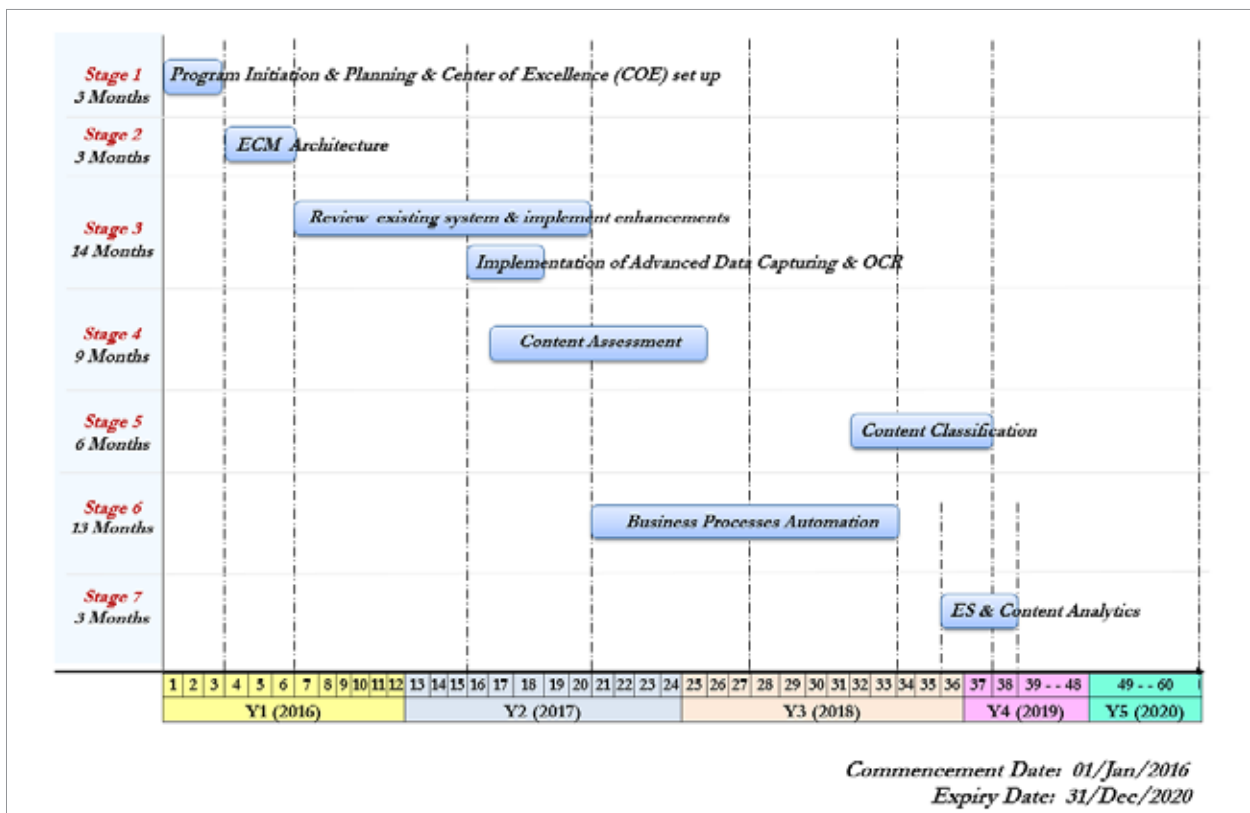 Stage 1
3 Months
Program Initiation & Planning & Center of Excellence (COE) set up
Stage 2
3 Months
ECM Architecture
Stage 3
14 Months
Review existing system & implement enhancements
Implementation of Advanced Data Capturing & OCR
Stage 4
9 Months
Content Assessment
Stage 5
6 Months
Content Classification
Stage 6
13 Months
Business Processes Automation
Stage 7
3 Months
ES & Content Analytics
1 2 3 4 5 6 7 8 9 10 11 12 13 14 15 16 17 18 19 20 21 22 23 24 25 26 27 28 29 30 31 32 33 34 35 36 37 38 39 - - 48 49 - - 60
Y1 (2016) Y2 (2017) Y3 (2018) Y4 (2019) Y5 (2020)
Commencement Date: 01/Jan/2016
Expiry Date: 31/Dec/2020